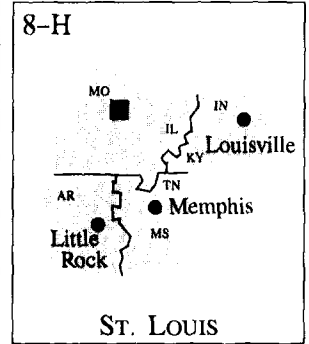 8-H
MO
IN
IL
Louisville
KY
TN
AR
Memphis
Little
Rock
MS
ST. LOUIS